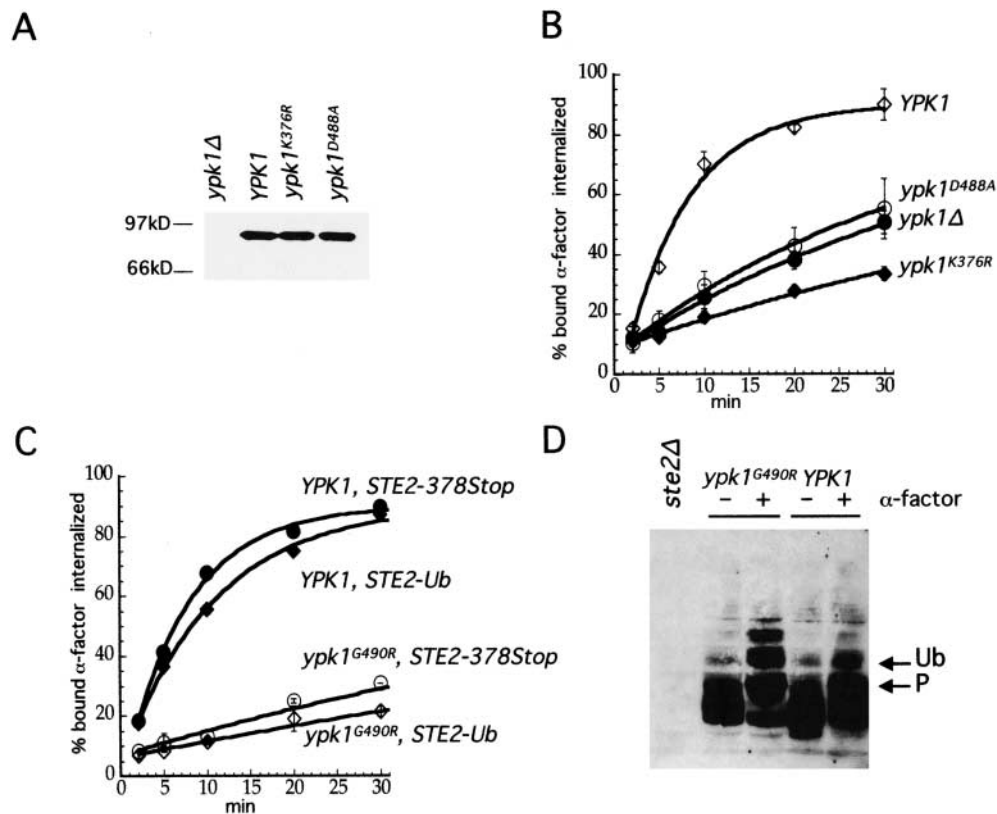 A
ypk1Δ
YPK1
ypk1K376R
ypk1D488A
97kD
66kD
B
% bound α-factor internalized
100
80
60
40
20
0
0 5 10 15 20 25 30
min
YPK1
ypk1D488A
ypk1Δ
ypk1K376R
C
% bound α-factor internalized
100
80
60
40
20
0
0 5 10 15 20 25 30
min
YPK1, STE2-378Stop
YPK1, STE2-Ub
ypk1G490R, STE2-378Stop
ypk1G490R, STE2-Ub
D
ste2Δ
ypk1G490R YPK1
− + − + α-factor
Ub
P